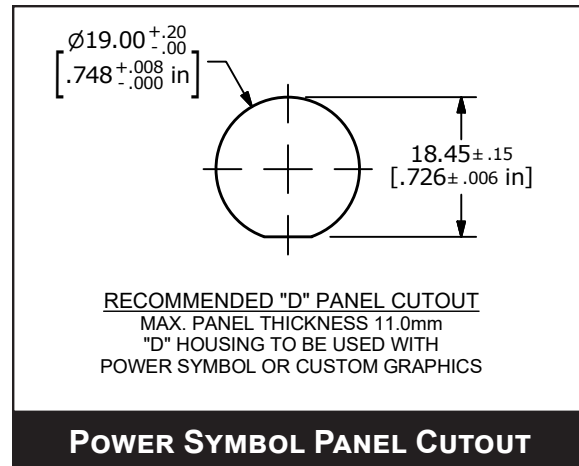 Ø19.00 +.20 -.00
[.748 +.008 -.000 in]
18.45± .15
[.726± .006 in]
RECOMMENDED "D" PANEL CUTOUT
MAX. PANEL THICKNESS 11.0mm
"D" HOUSING TO BE USED WITH
POWER SYMBOL OR CUSTOM GRAPHICS
POWER SYMBOL PANEL CUTOUT